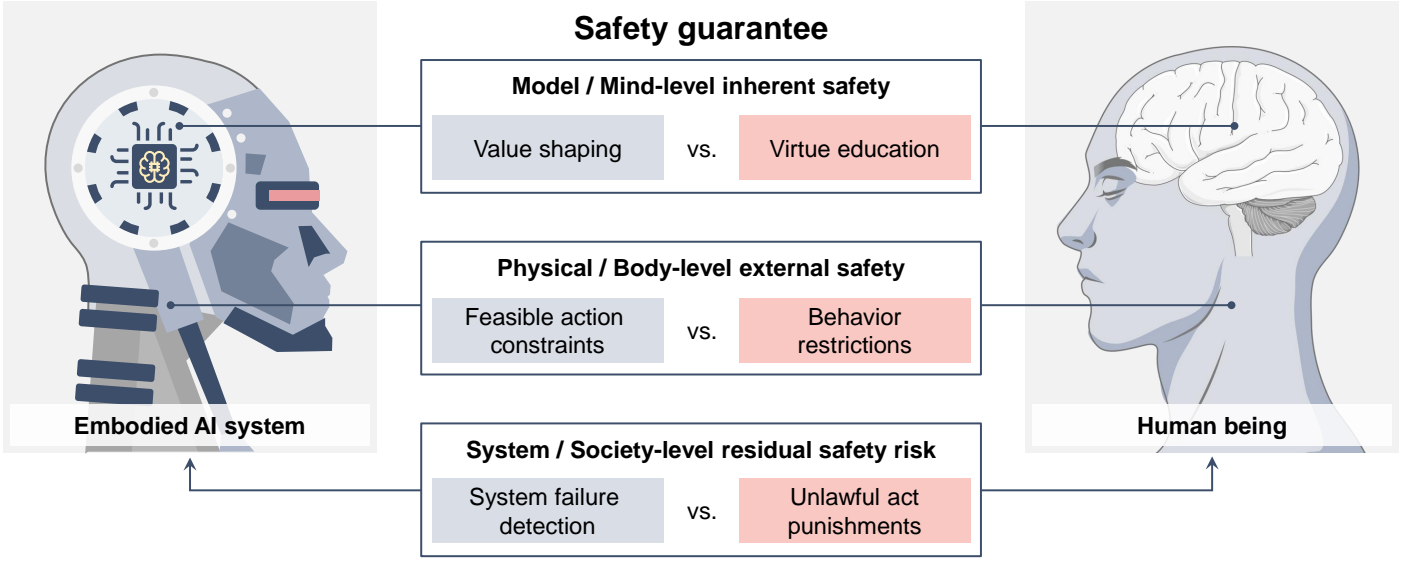 Safety guarantee
Model / Mind-level inherent safety
Value shaping vs. Virtue education
Physical / Body-level external safety
Feasible action constraints vs. Behavior restrictions
Embodied AI system
Human being
System / Society-level residual safety risk
System failure detection vs. Unlawful act punishments